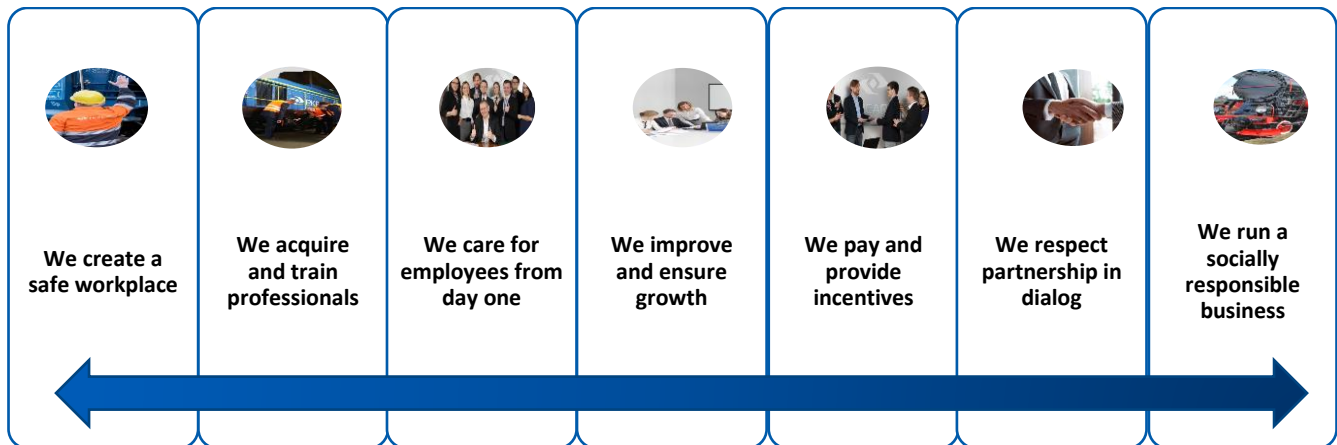 We create a
safe workplace
We acquire
and train
professionals
We care for
employees from
day one
We improve
and ensure
growth
We pay and
provide
incentives
We respect
partnership in
dialog
We run a
socially
responsible
business